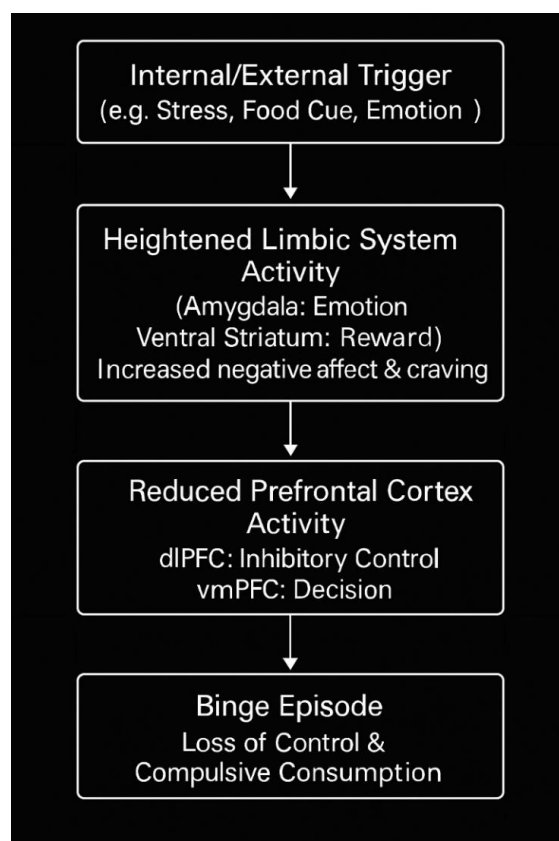 Internal/External Trigger
(e.g. Stress, Food Cue, Emotion )
Heightened Limbic System
Activity
(Amygdala: Emotion
Ventral Striatum: Reward)
Increased negative affect & craving
Reduced Prefrontal Cortex
Activity
dlPFC: Inhibitory Control
vmPFC: Decision
Binge Episode
Loss of Control &
Compulsive Consumption